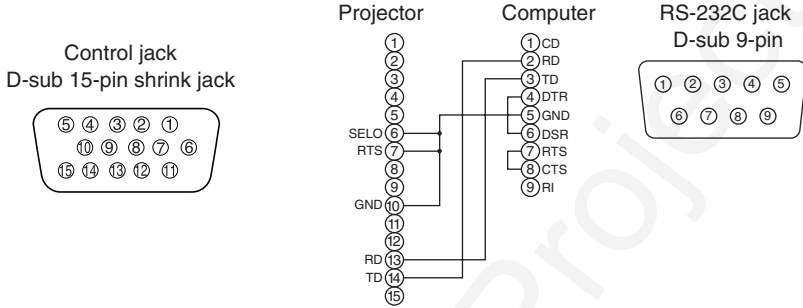 Control jack
D-sub 15-pin shrink jack
5 4 3 2 1
10 9 8 7 6
15 14 13 12 11
Projector
1
2
3
4
5
SELO 6
RTS 7
8
9
GND 10
11
12
RD 13
TD 14
15
Computer
1 CD
2 RD
3 TD
4 DTR
5 GND
6 DSR
7 RTS
8 CTS
9 RI
RS-232C jack
D-sub 9-pin
1 2 3 4 5
6 7 8 9
Projec